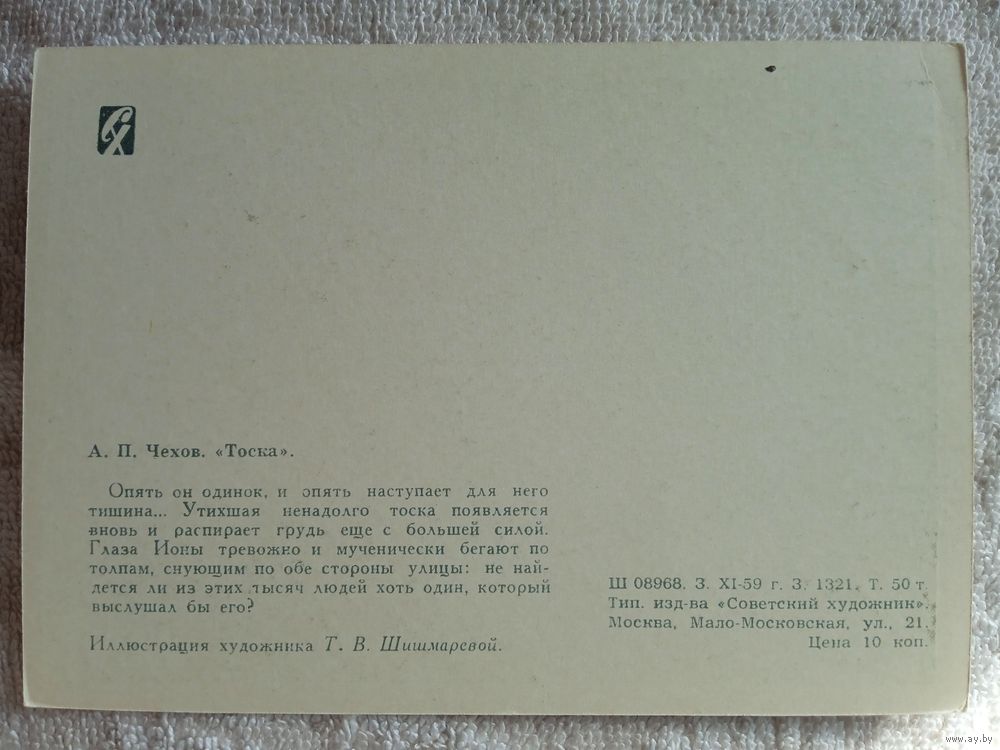 СХ
А. П. Чехов. «Тоска».
Опять он одинок, и опять наступает для него
тишина... Утихшая ненадолго тоска появляется
вновь и распирает грудь еще с большей силой.
Глаза Ионы тревожно и мученически бегают по
толпам, снующим по обе стороны улицы: не най-
дется ли из этих тысяч людей хоть один, который
выслушал бы его?
Иллюстрация художника Т. В. Шишмаревой.
Ш 08968. 3. XI-59 г. З. 1321. Т. 50 т.
Тип. изд-ва «Советский художник».
Москва, Мало-Московская, ул., 21.
Цена 10 коп.
www.ay.by